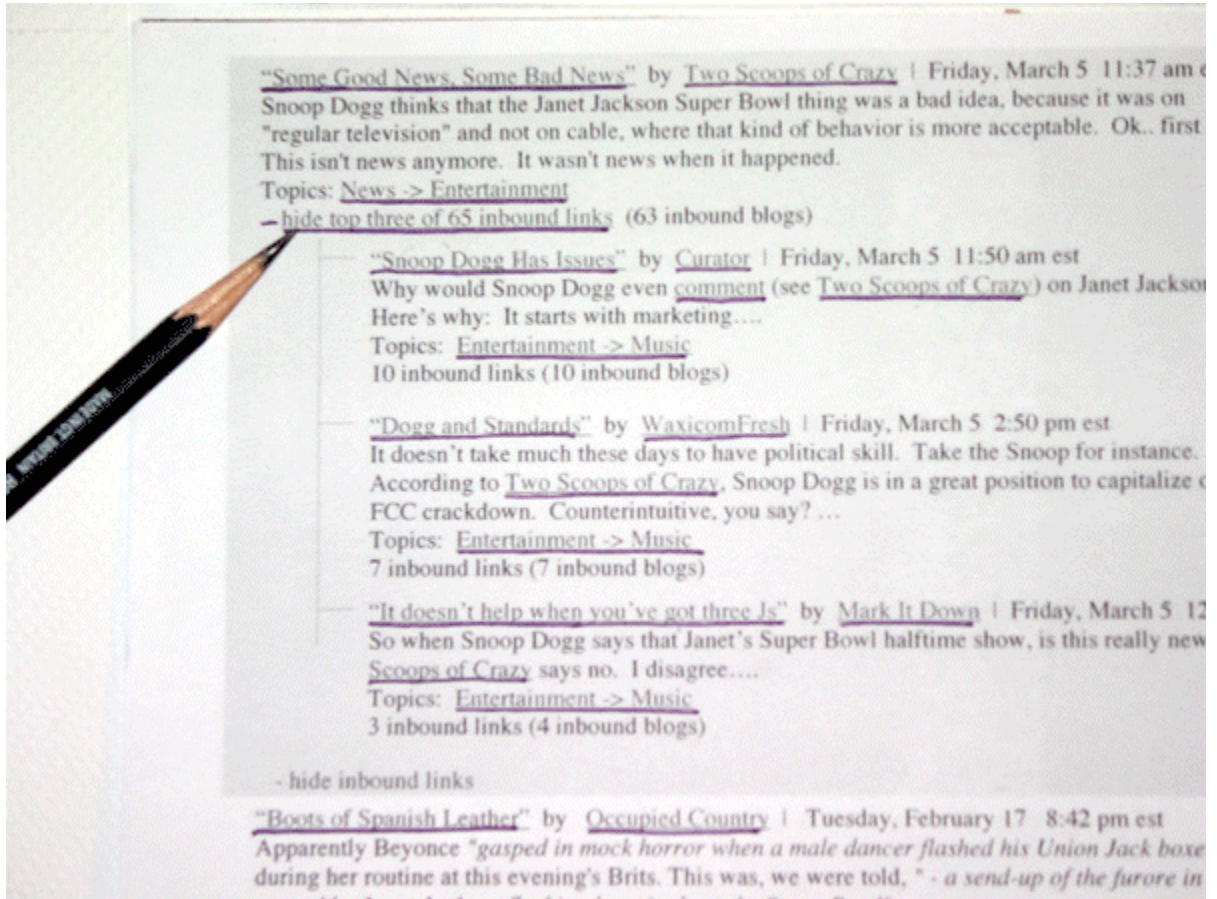 "Some Good News, Some Bad News" by Two Scoops of Crazy | Friday, March 5 11:37 am e
Snoop Dogg thinks that the Janet Jackson Super Bowl thing was a bad idea, because it was on
"regular television" and not on cable, where that kind of behavior is more acceptable. Ok.. first
This isn't news anymore. It wasn't news when it happened.
Topics: News -> Entertainment
- hide top three of 65 inbound links (63 inbound blogs)
"Snoop Dogg Has Issues" by Curator | Friday, March 5 11:50 am est
Why would Snoop Dogg even comment (see Two Scoops of Crazy) on Janet Jackson
Here's why: It starts with marketing....
Topics: Entertainment -> Music
10 inbound links (10 inbound blogs)
"Dogg and Standards" by WaxicomFresh | Friday, March 5 2:50 pm est
It doesn't take much these days to have political skill. Take the Snoop for instance.
According to Two Scoops of Crazy, Snoop Dogg is in a great position to capitalize o
FCC crackdown. Counterintuitive, you say? ...
Topics: Entertainment -> Music
7 inbound links (7 inbound blogs)
"It doesn't help when you've got three Js" by Mark It Down | Friday, March 5 12
So when Snoop Dogg says that Janet's Super Bowl halftime show, is this really new
Scoops of Crazy says no. I disagree....
Topics: Entertainment -> Music
3 inbound links (4 inbound blogs)
- hide inbound links
"Boots of Spanish Leather" by Occupied Country | Tuesday, February 17 8:42 pm est
Apparently Beyonce "gasped in mock horror when a male dancer flashed his Union Jack boxe
during her routine at this evening's Brits. This was, we were told, " - a send-up of the furore in